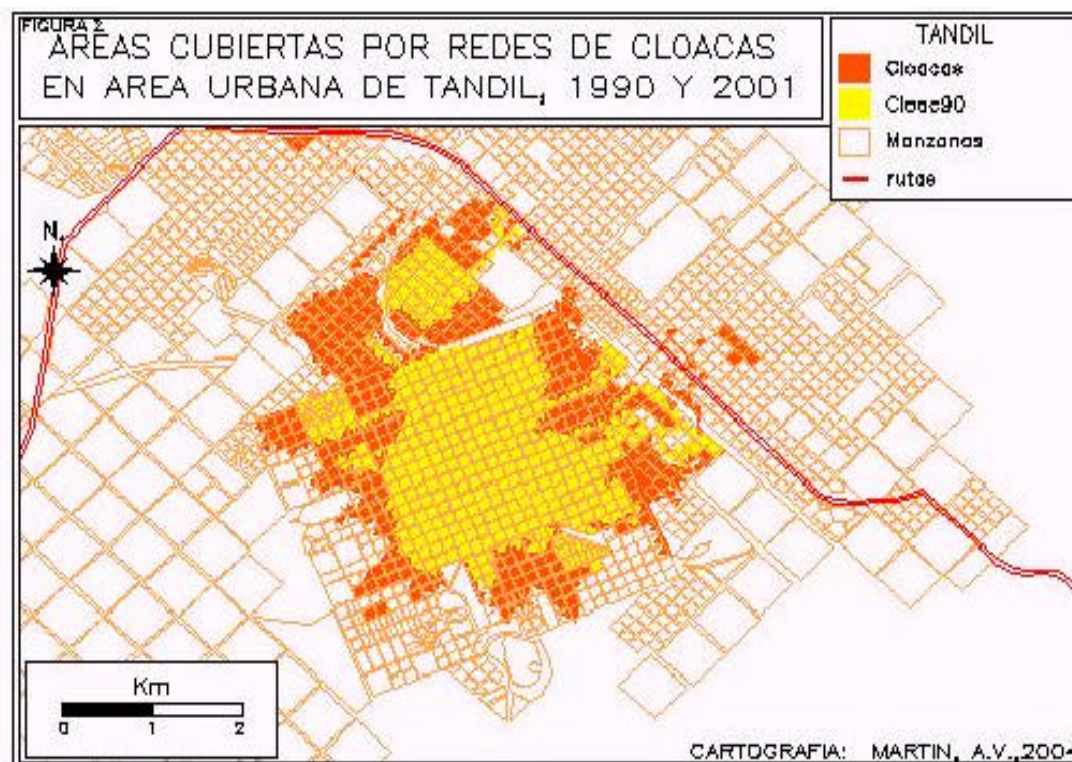 FIGURA 2
AREAS CUBIERTAS POR REDES DE CLOACAS
EN AREA URBANA DE TANDIL, 1990 Y 2001
TANDIL
Cloacas
Cloac90
Manzanas
rutas
N
Km
0 1 2
CARTOGRAFIA: MARTIN, A.V.,2004